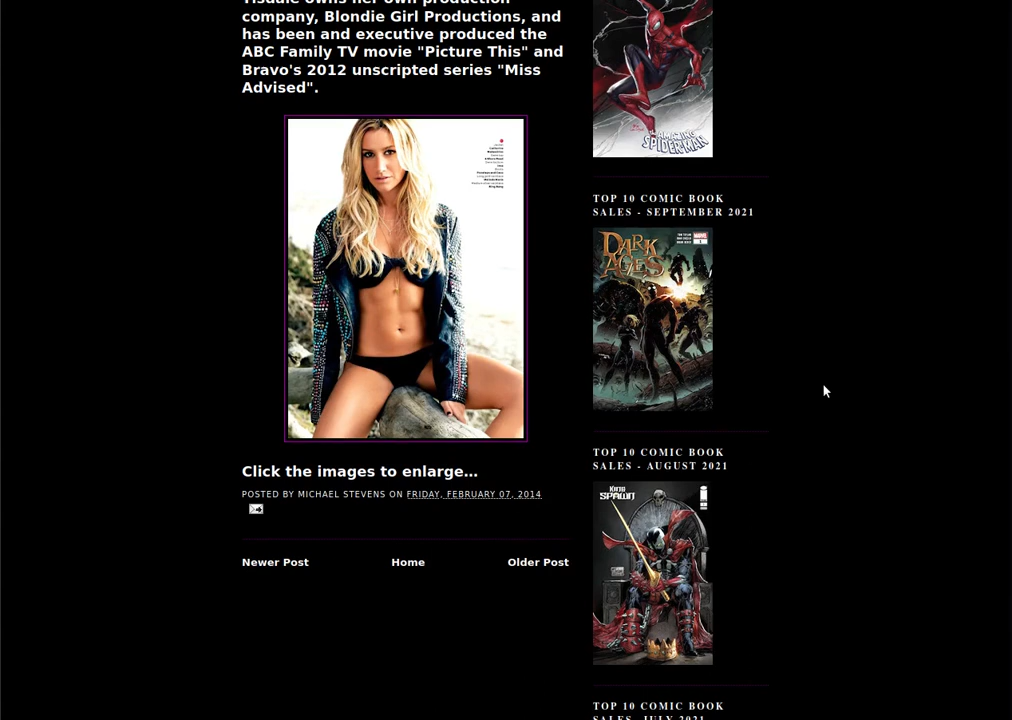 Tisdale owns her own production
company, Blondie Girl Productions, and
has been and executive produced the
ABC Family TV movie "Picture This" and
Bravo's 2012 unscripted series "Miss
Advised".
Click the images to enlarge...
POSTED BY MICHAEL STEVENS ON FRIDAY, FEBRUARY 07, 2014
Newer Post
Home
Older Post
THE AMAZING
SPIDER-MAN
TOP 10 COMIC BOOK
SALES - SEPTEMBER 2021
DARK
AGES
MARVEL
TOP 10 COMIC BOOK
SALES - AUGUST 2021
KING
SPAWN
TOP 10 COMIC BOOK
SALES - JULY 2021